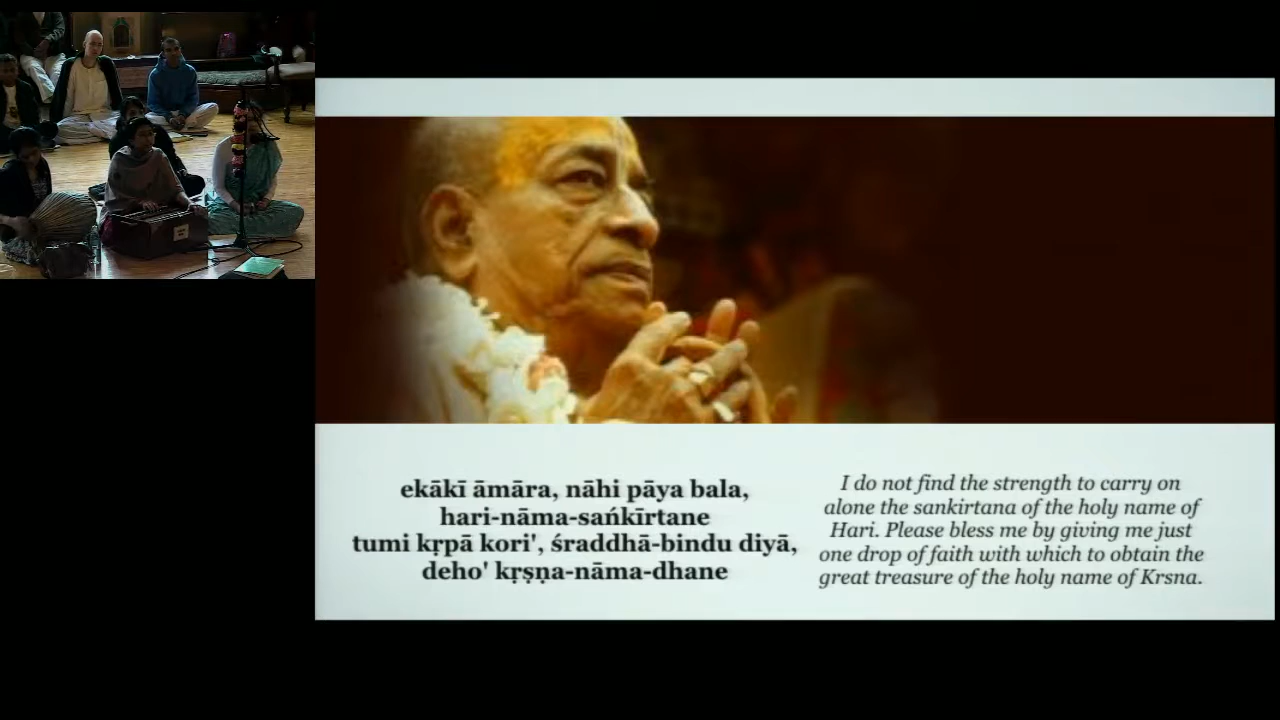 ekākī āmāra, nāhi pāya bala,
hari-nāma-sańkīrtane
tumi kṛpā kori', śraddhā-bindu diyā,
deho' kṛṣṇa-nāma-dhane
I do not find the strength to carry on
alone the sankirtana of the holy name of
Hari. Please bless me by giving me just
one drop of faith with which to obtain the
great treasure of the holy name of Krsna.